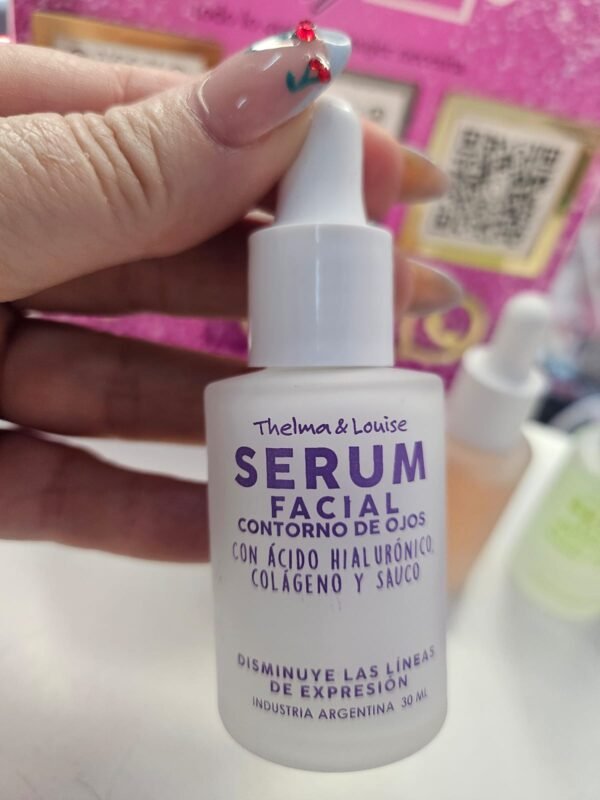 Thelma & Louise
SERUM
FACIAL
CONTORNO DE OJOS
CON ÁCIDO HIALURÓNICO,
COLÁGENO Y SAUCO
DISMINUYE LAS LÍNEAS
DE EXPRESIÓN
INDUSTRIA ARGENTINA 30 ML